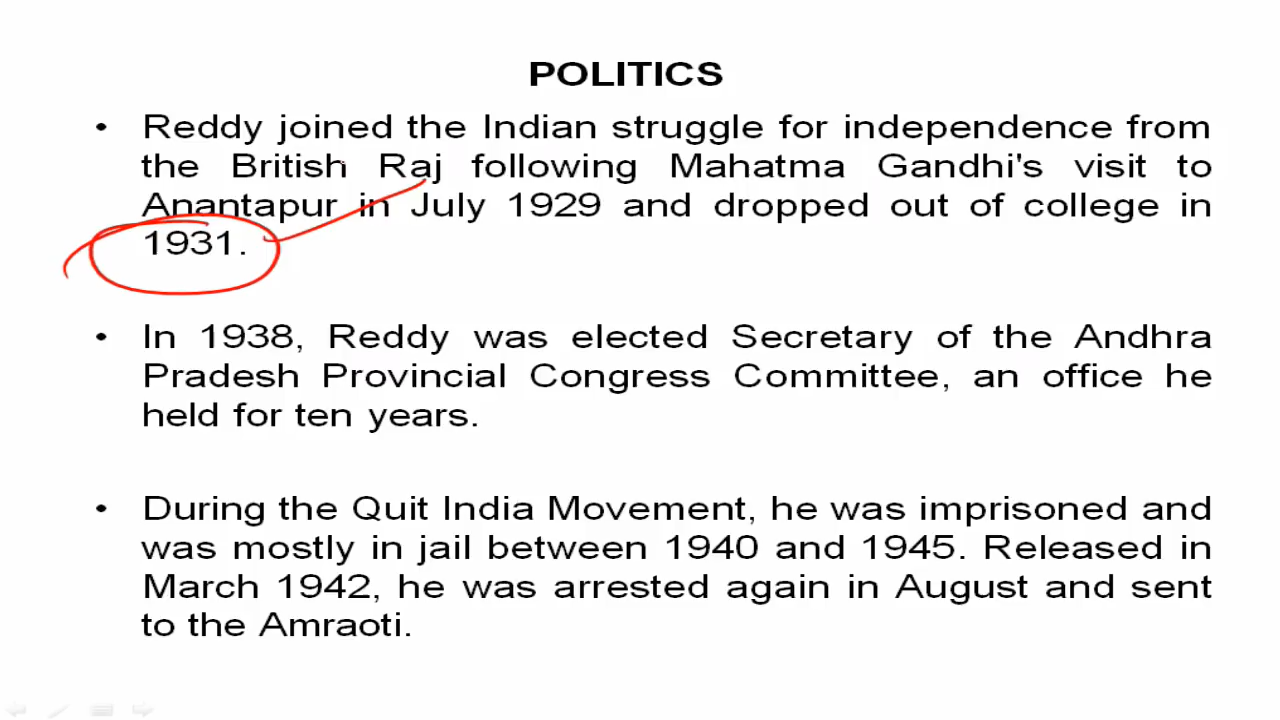 POLITICS
• Reddy joined the Indian struggle for independence from
the British Raj following Mahatma Gandhi's visit to
Anantapur in July 1929 and dropped out of college in
1931.
• In 1938, Reddy was elected Secretary of the Andhra
Pradesh Provincial Congress Committee, an office he
held for ten years.
• During the Quit India Movement, he was imprisoned and
was mostly in jail between 1940 and 1945. Released in
March 1942, he was arrested again in August and sent
to the Amraoti.